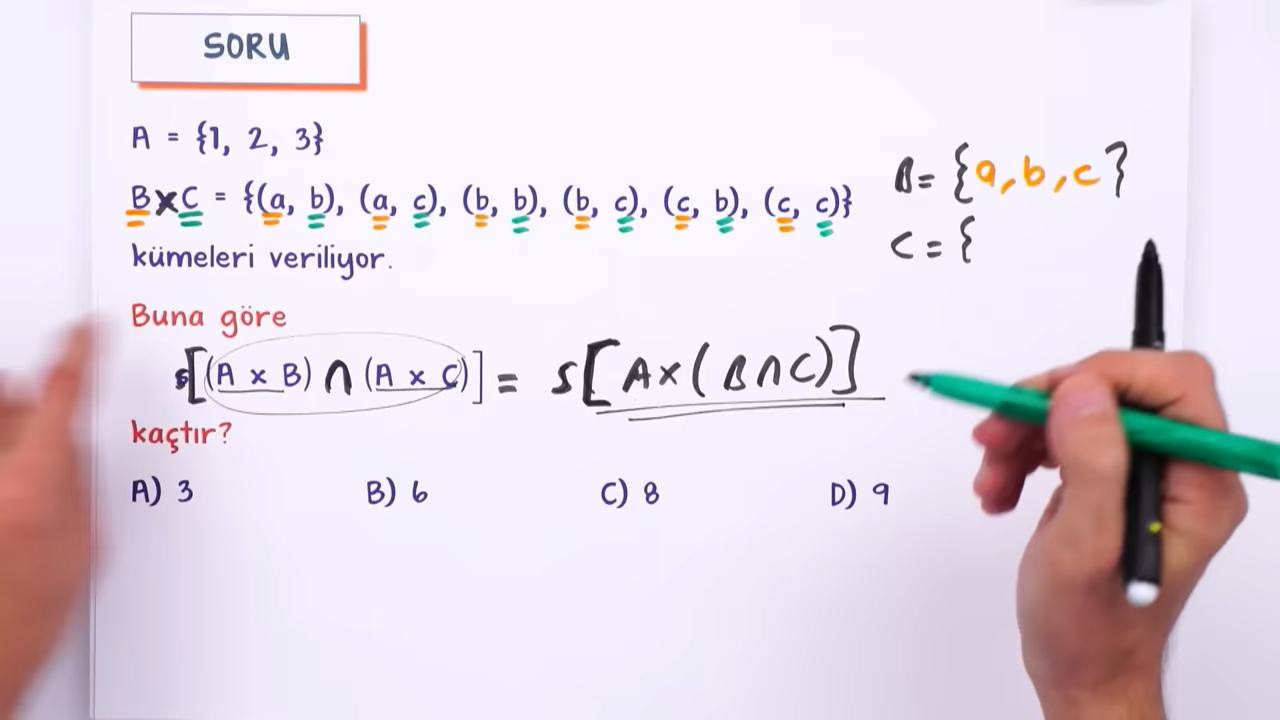 SORU
A = {1, 2, 3}
B x C = {(a, b), (a, c), (b, b), (b, c), (c, b), (c, c)}
kümeleri veriliyor.
B = {a, b, c}
C = {
Buna göre
s[(A x B) ∩ (A x C)] = s[A x (B ∩ C)]
kaçtır?
A) 3 B) 6 C) 8 D) 9